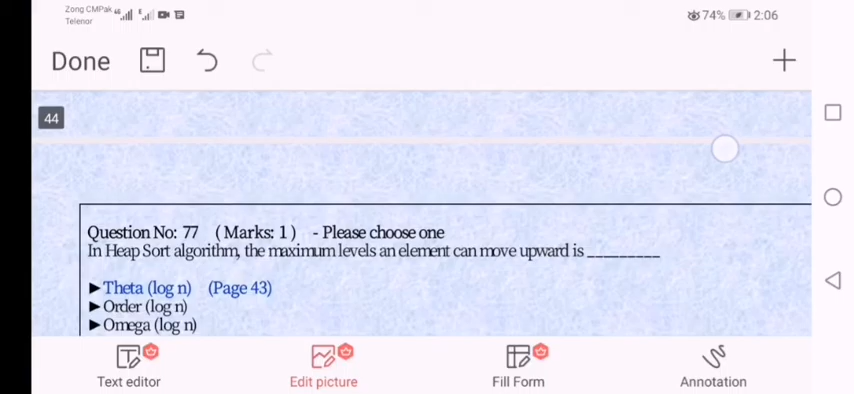 Zong CMPak 4G E 74% 2:06
Telenor
Done
44
Question No: 77 ( Marks: 1 ) - Please choose one
In Heap Sort algorithm, the maximum levels an element can move upward is _________
►Theta (log n) (Page 43)
►Order (log n)
►Omega (log n)
Text editor Edit picture Fill Form Annotation